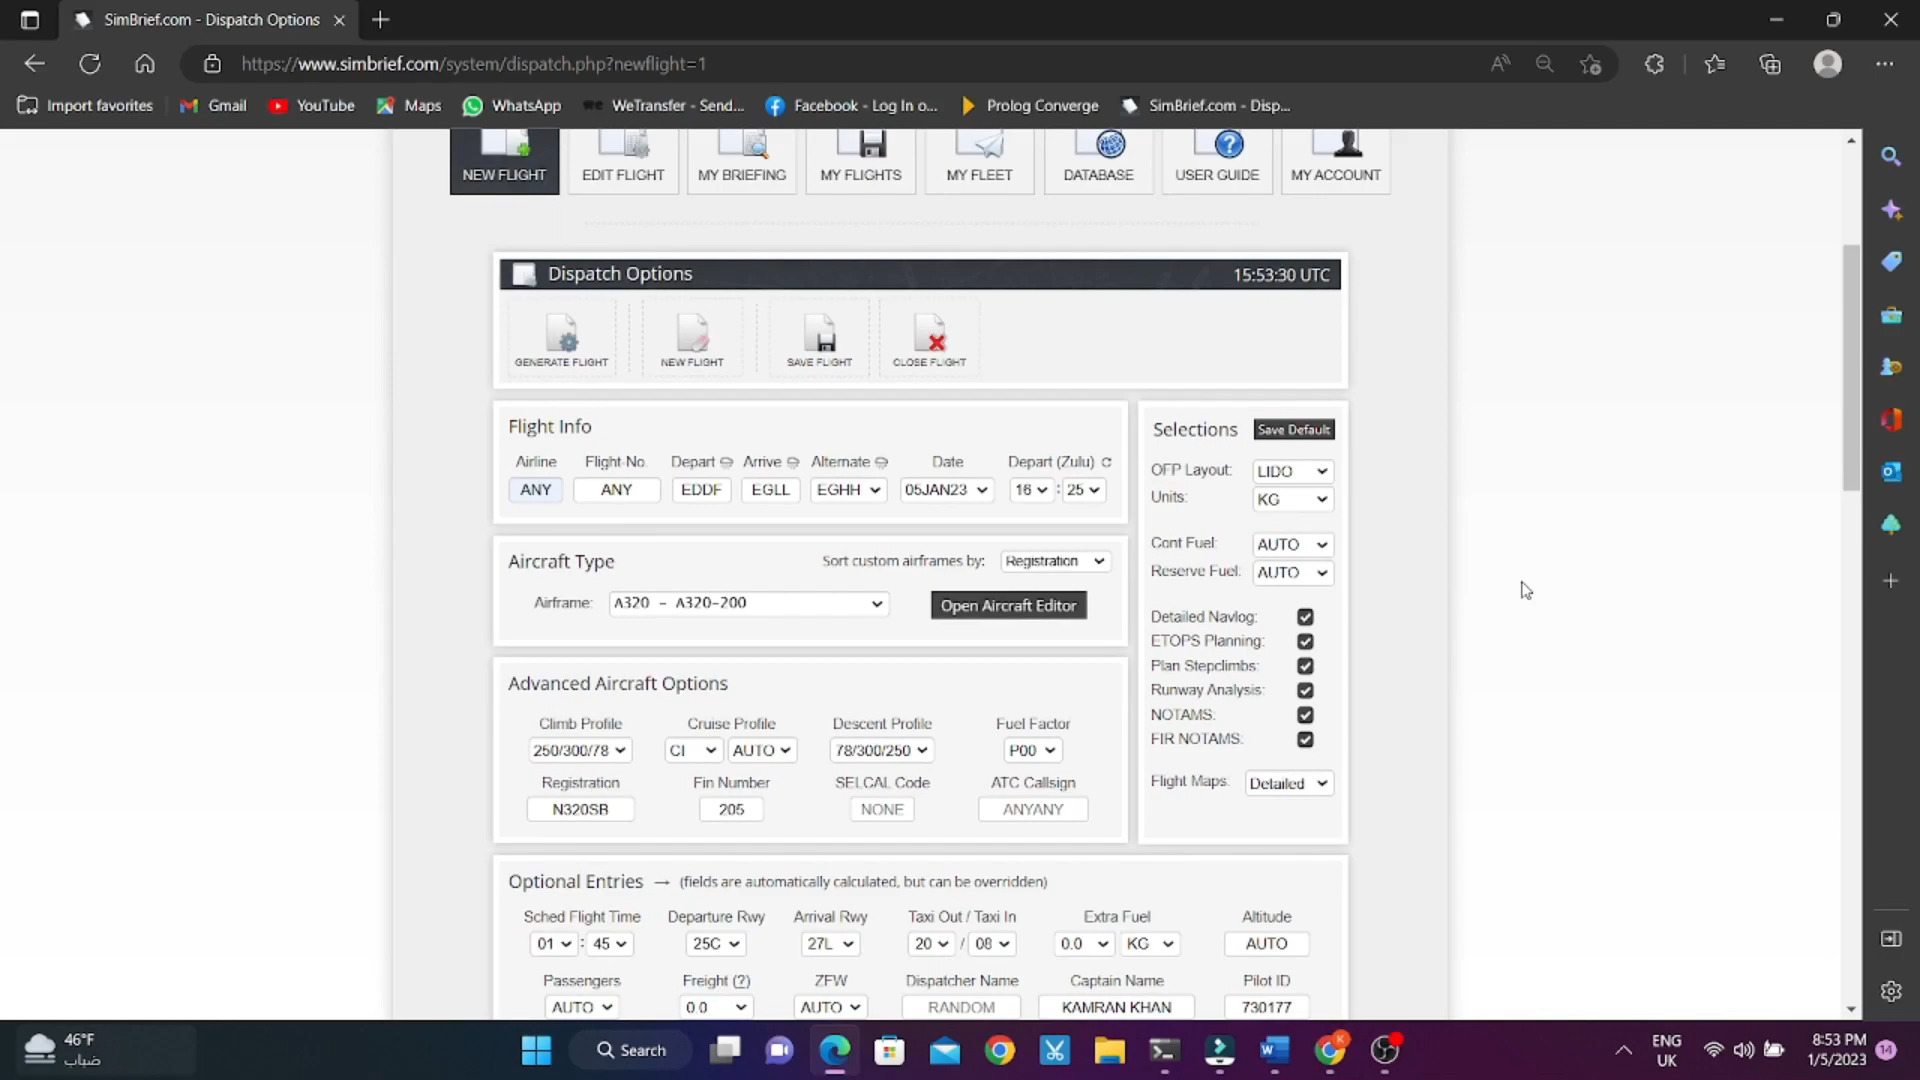 SimBrief.com - Dispatch Options
https://www.simbrief.com/system/dispatch.php?newflight=1
Import favorites Gmail YouTube Maps WhatsApp WeTransfer - Send... Facebook - Log In o... Prolog Converge SimBrief.com - Disp...
NEW FLIGHT EDIT FLIGHT MY BRIEFING MY FLIGHTS MY FLEET DATABASE USER GUIDE MY ACCOUNT
Dispatch Options 15:53:30 UTC
GENERATE FLIGHT NEW FLIGHT SAVE FLIGHT CLOSE FLIGHT
Flight Info
Airline Flight-No. Depart Arrive Alternate Date Depart (Zulu)
ANY ANY EDDF EGLL EGHH 05JAN23 16 : 25
Selections Save Default
OFP Layout: LIDO
Units: KG
Cont Fuel: AUTO
Reserve Fuel: AUTO
Detailed Navlog:
ETOPS Planning:
Plan Stepclimbs:
Runway Analysis:
NOTAMS:
FIR NOTAMS:
Flight Maps: Detailed
Aircraft Type Sort custom airframes by: Registration
Airframe: A320 - A320-200 Open Aircraft Editor
Advanced Aircraft Options
Climb Profile Cruise Profile Descent Profile Fuel Factor
250/300/78 CI AUTO 78/300/250 P00
Registration Fin Number SELCAL Code ATC Callsign
N320SB 205 NONE ANYANY
Optional Entries → (fields are automatically calculated, but can be overridden)
Sched Flight Time Departure Rwy Arrival Rwy Taxi Out / Taxi In Extra Fuel Altitude
01 : 45 25C 27L 20 / 08 0.0 KG AUTO
Passengers Freight (?) ZFW Dispatcher Name Captain Name Pilot ID
AUTO 0.0 AUTO RANDOM KAMRAN KHAN 730177
46°F
ضباب
Search
ENG
UK
8:53 PM
1/5/2023
14